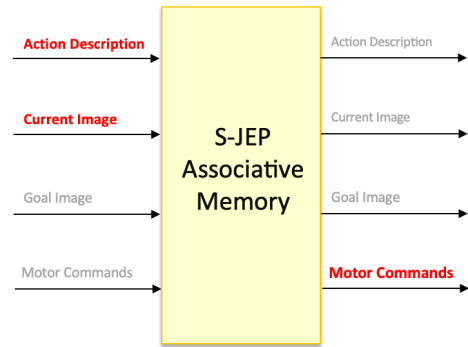 Action Description
Action Description
Current Image
Current Image
S-JEP
Associative
Memory
Goal Image
Goal Image
Motor Commands
Motor Commands